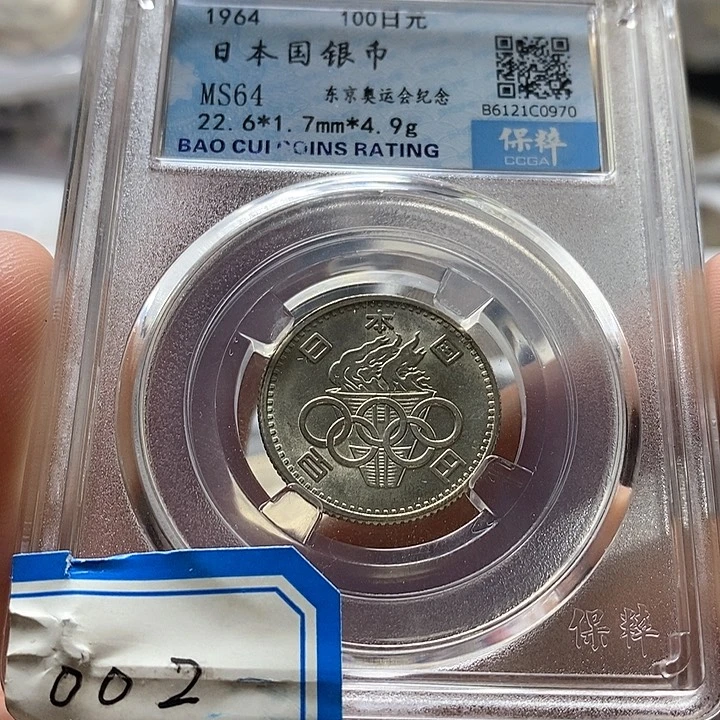 1964 100日元
日本国银币
MS64 东京奥运会纪念
B6121C0970
22.6*1.7mm*4.9g
BAO CUI COINS RATING
保粹
CCGA
日本国
百円
保粹
002